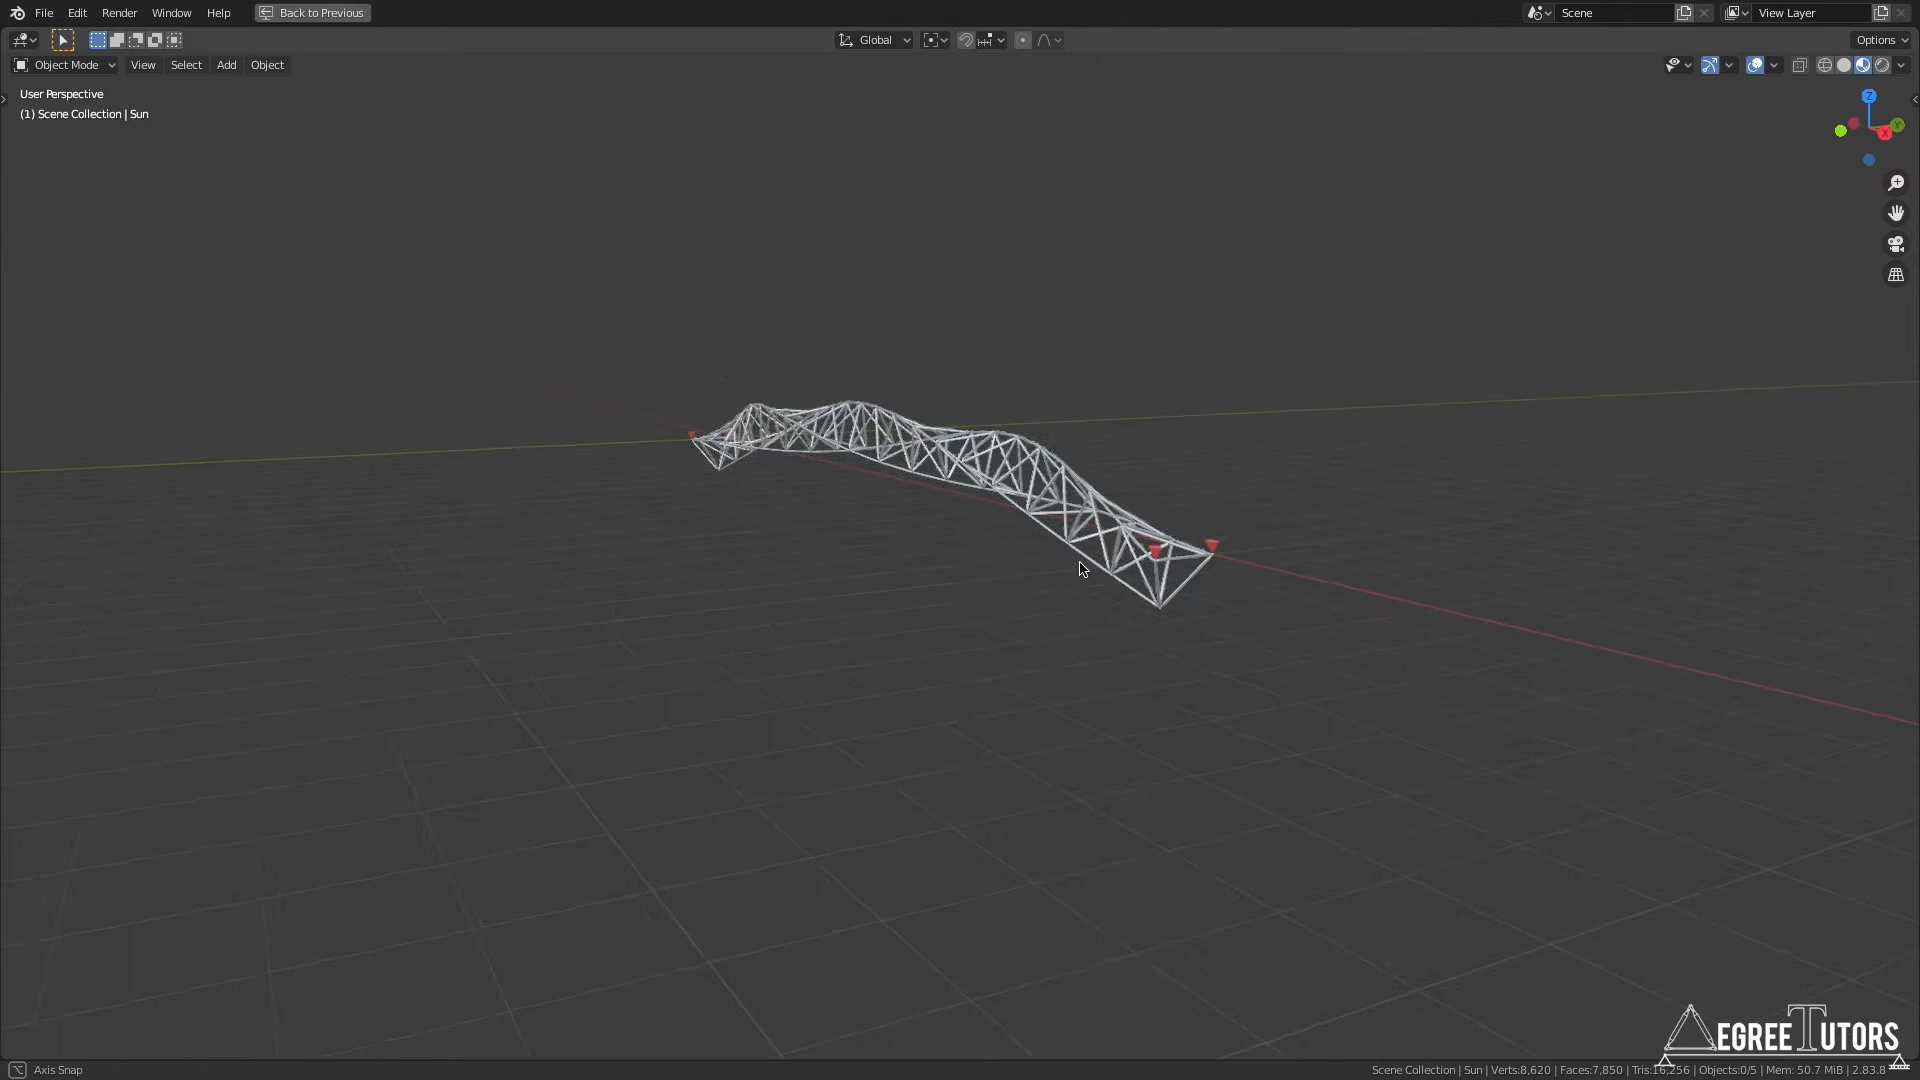 File Edit Render Window Help Back to Previous Scene View Layer
Global Options
Object Mode View Select Add Object
User Perspective
(1) Scene Collection | Sun
Z
Y
X
DEGREE TUTORS
Axis Snap Scene Collection | Sun | Verts:8,620 | Faces:7,850 | Tris:16,256 | Objects:0/5 | Mem: 50.7 MiB | 2.83.8